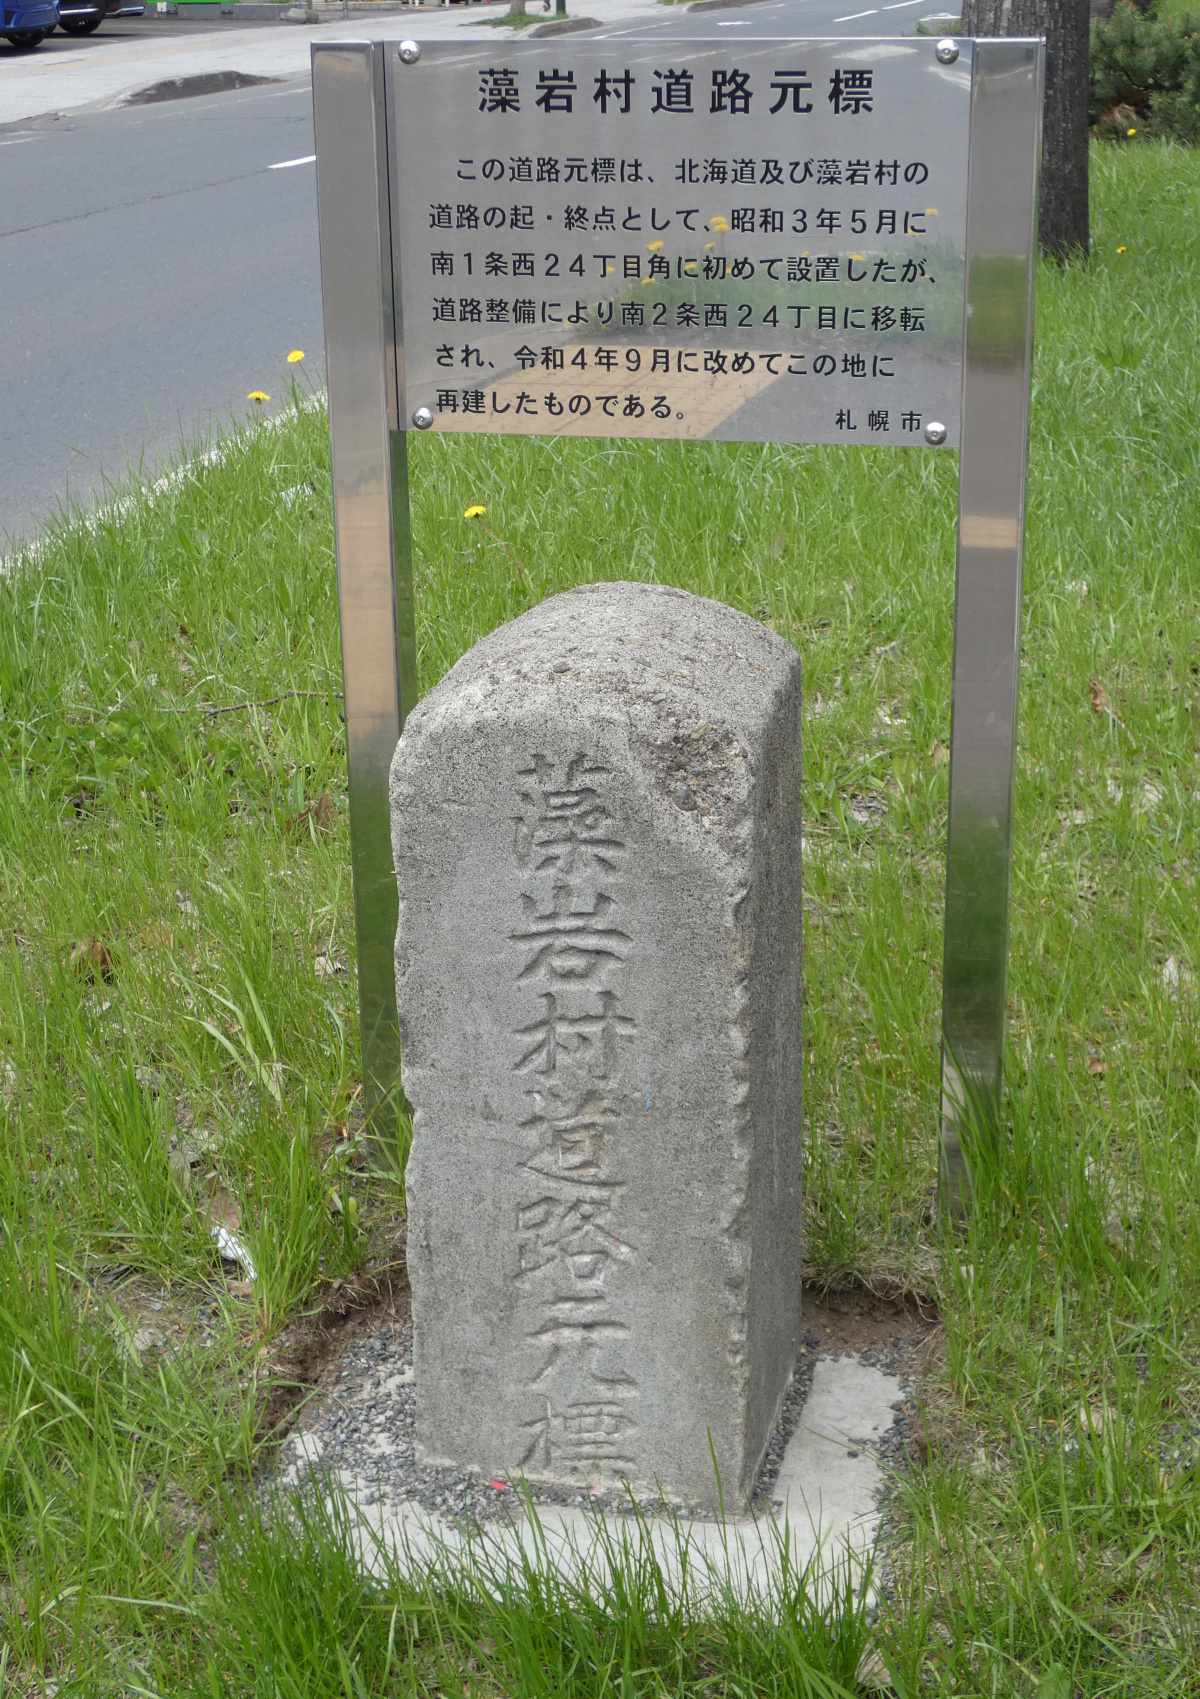 藻岩村道路元標
この道路元標は、北海道及び藻岩村の
道路の起・終点として、昭和３年５月に
南１条西２４丁目角に初めて設置したが、
道路整備により南２条西２４丁目に移転
され、令和４年９月に改めてこの地に
再建したものである。
札幌市
藻岩村道路元標